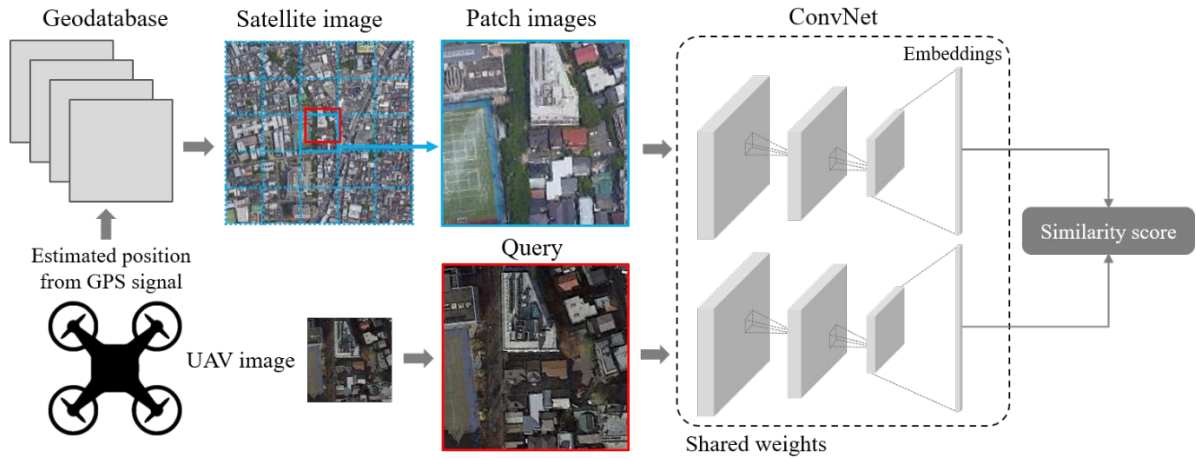 Geodatabase
Satellite image
Patch images
ConvNet
Embeddings
Estimated position
from GPS signal
UAV image
Query
Similarity score
Shared weights